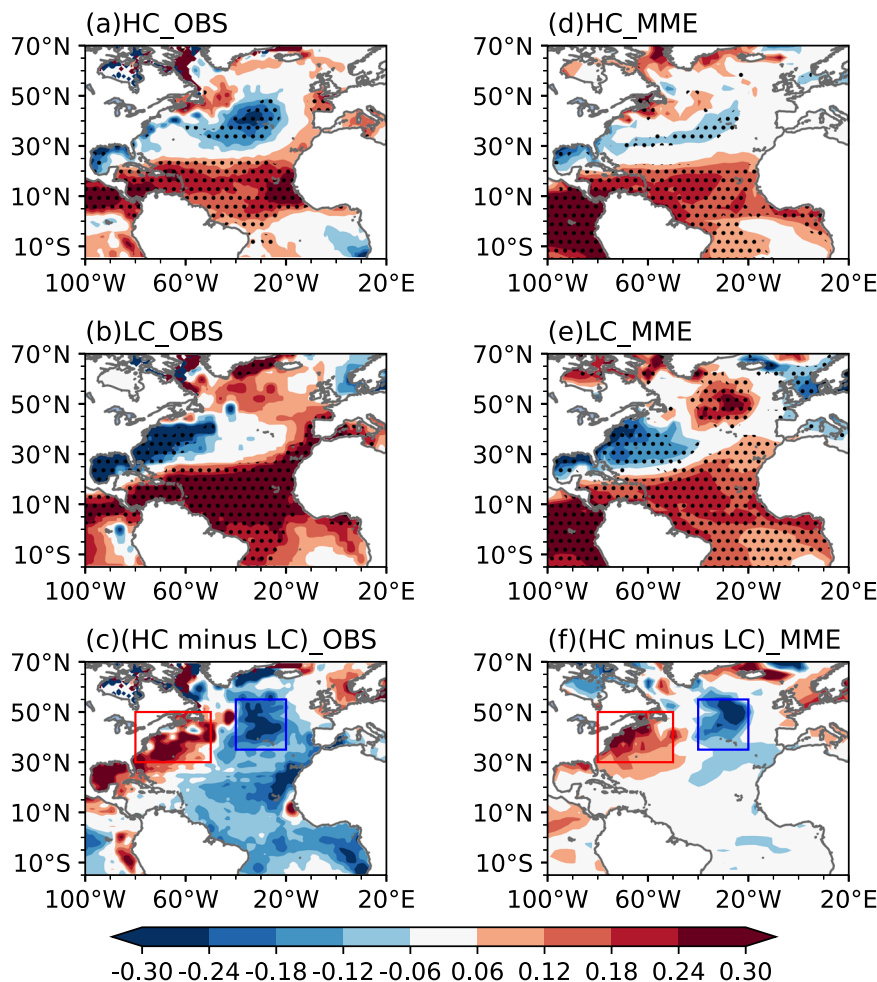 (a)HC_OBS
(d)HC_MME
70°N
50°N
30°N
10°N
10°S
100°W 60°W 20°W 20°E
70°N
50°N
30°N
10°N
10°S
100°W 60°W 20°W 20°E
(b)LC_OBS
(e)LC_MME
70°N
50°N
30°N
10°N
10°S
100°W 60°W 20°W 20°E
70°N
50°N
30°N
10°N
10°S
100°W 60°W 20°W 20°E
(c)(HC minus LC)_OBS
(f)(HC minus LC)_MME
70°N
50°N
30°N
10°N
10°S
100°W 60°W 20°W 20°E
70°N
50°N
30°N
10°N
10°S
100°W 60°W 20°W 20°E
-0.30 -0.24 -0.18 -0.12 -0.06 0.06 0.12 0.18 0.24 0.30